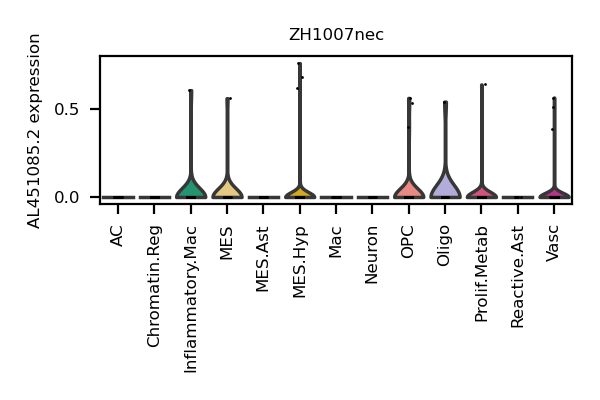 ZH1007nec
AL451085.2 expression
0.5
0.0
AC
Chromatin.Reg
Inflammatory.Mac
MES
MES.Ast
MES.Hyp
Mac
Neuron
OPC
Oligo
Prolif.Metab
Reactive.Ast
Vasc